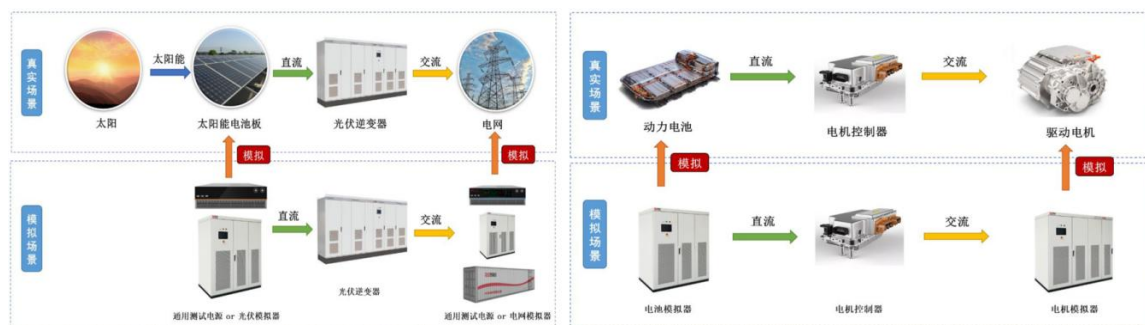 真实场景
太阳能
直流
交流
太阳
太阳能电池板
光伏逆变器
电网
模拟
模拟
模拟场景
直流
交流
光伏逆变器
通用测试电源 or 光伏模拟器
通用测试电源 or 电网模拟器
真实场景
直流
交流
动力电池
电机控制器
驱动电机
模拟
模拟
模拟场景
直流
交流
电池模拟器
电机控制器
电机模拟器